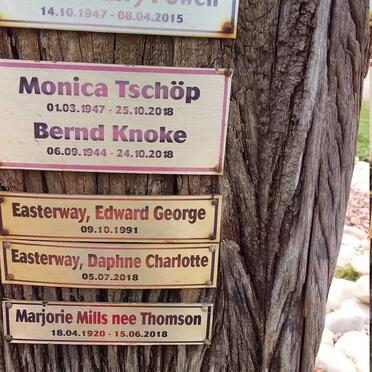 Powell
14.10.1947 - 08.04.2015
Monica Tschöp
01.03.1947 - 25.10.2018
Bernd Knoke
06.09.1944 - 24.10.2018
Easterway, Edward George
09.10.1991
Easterway, Daphne Charlotte
05.07.2018
Marjorie Mills nee Thomson
18.04.1920 - 15.06.2018